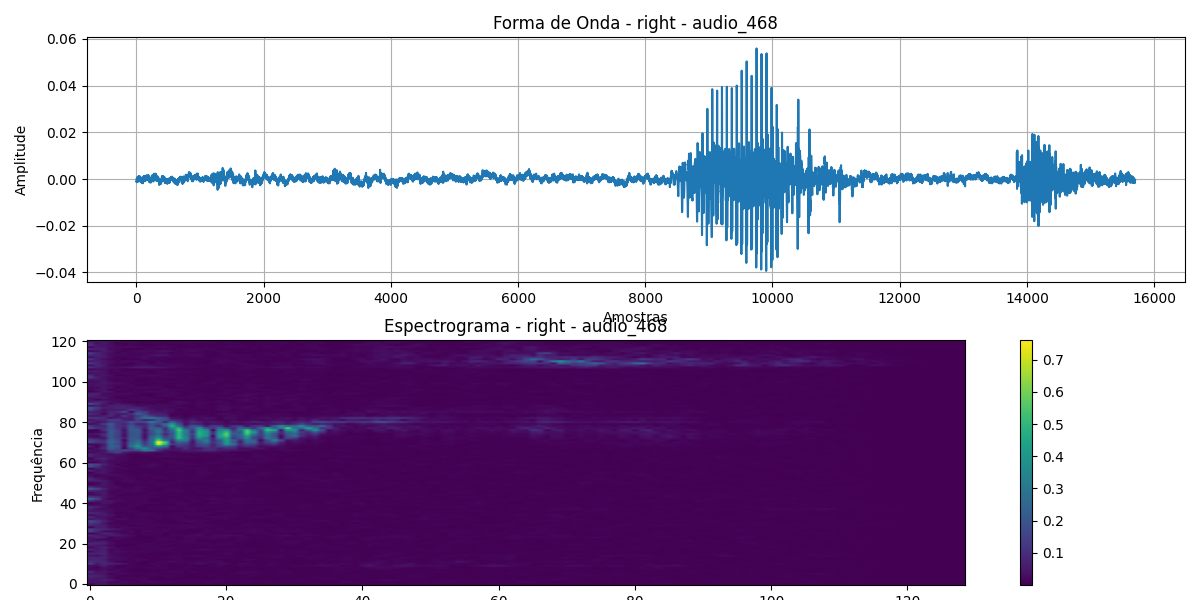 Forma de Onda - right - audio_468
0.06
0.04
0.02
0.00
−0.02
−0.04
Amplitude
0 2000 4000 6000 8000 10000 12000 14000 16000
Amostras
Espectrograma - right - audio_468
120
100
80
60
40
20
0
Frequência
0.7
0.6
0.5
0.4
0.3
0.2
0.1
0 20 40 60 80 100 120